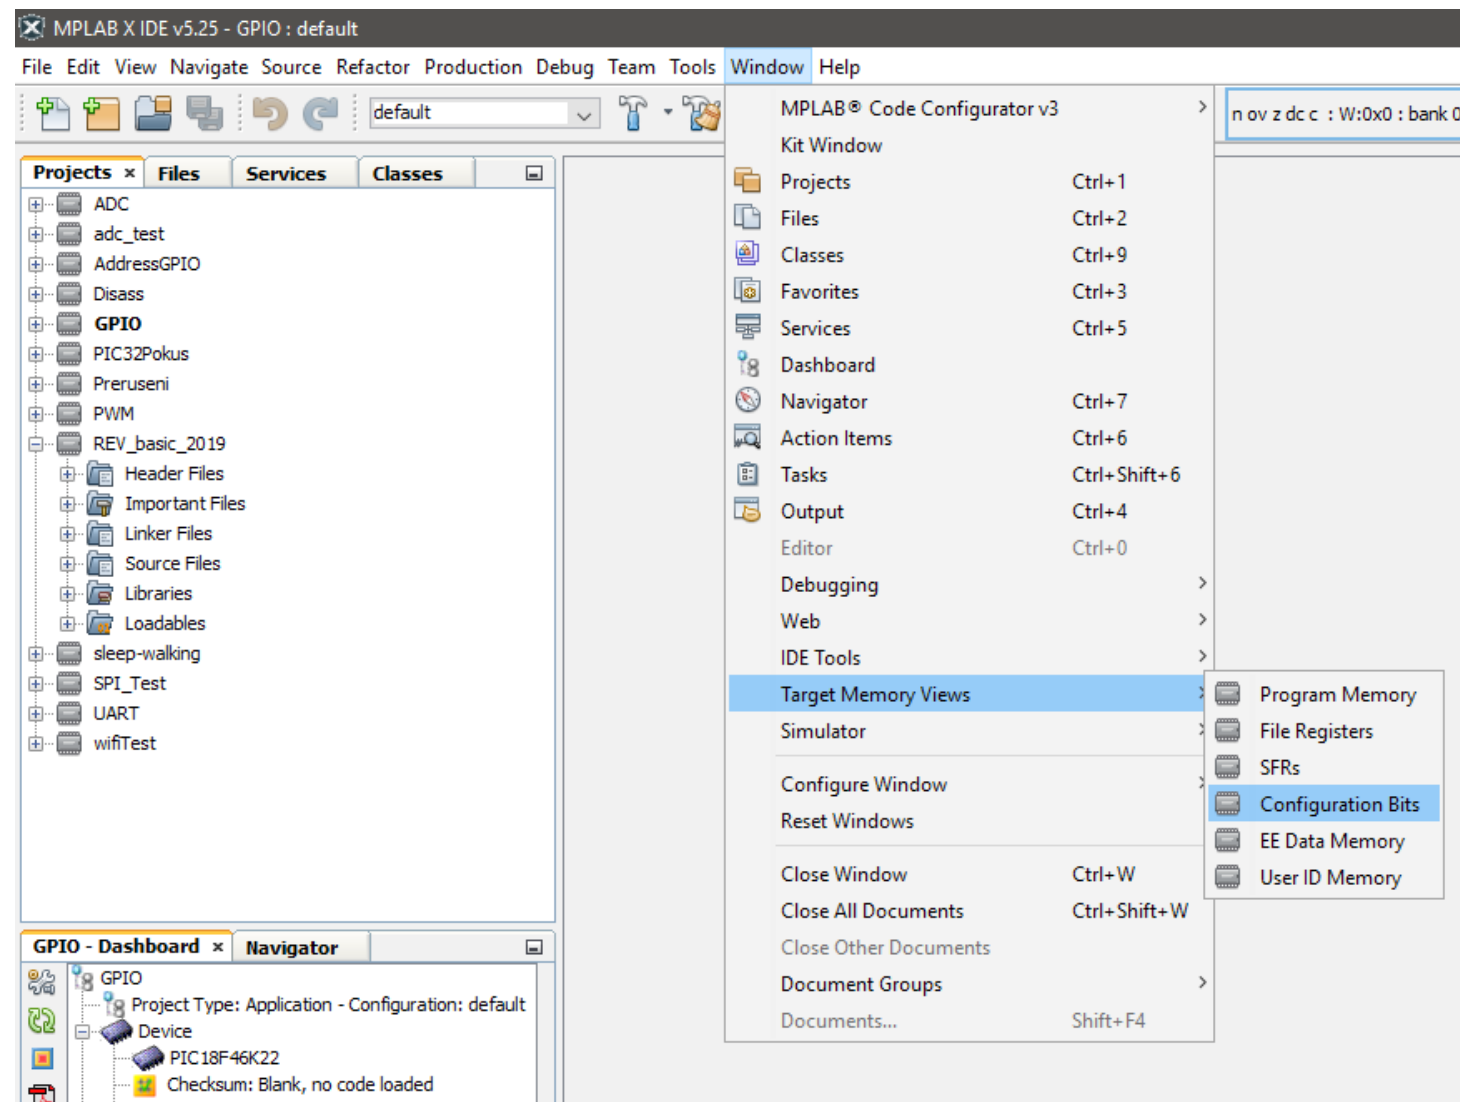 MPLAB X IDE v5.25 - GPIO : default
File Edit View Navigate Source Refactor Production Debug Team Tools Window Help
default
n ov z dc c : W:0x0 : bank 0
Projects × Files Services Classes
ADC
adc_test
AddressGPIO
Disass
GPIO
PIC32Pokus
Preruseni
PWM
REV_basic_2019
Header Files
Important Files
Linker Files
Source Files
Libraries
Loadables
sleep-walking
SPI_Test
UART
wifiTest
GPIO - Dashboard × Navigator
GPIO
Project Type: Application - Configuration: default
Device
PIC18F46K22
Checksum: Blank, no code loaded
MPLAB® Code Configurator v3
Kit Window
Projects Ctrl+1
Files Ctrl+2
Classes Ctrl+9
Favorites Ctrl+3
Services Ctrl+5
Dashboard
Navigator Ctrl+7
Action Items Ctrl+6
Tasks Ctrl+Shift+6
Output Ctrl+4
Editor Ctrl+0
Debugging
Web
IDE Tools
Target Memory Views
Simulator
Configure Window
Reset Windows
Close Window Ctrl+W
Close All Documents Ctrl+Shift+W
Close Other Documents
Document Groups
Documents... Shift+F4
Program Memory
File Registers
SFRs
Configuration Bits
EE Data Memory
User ID Memory